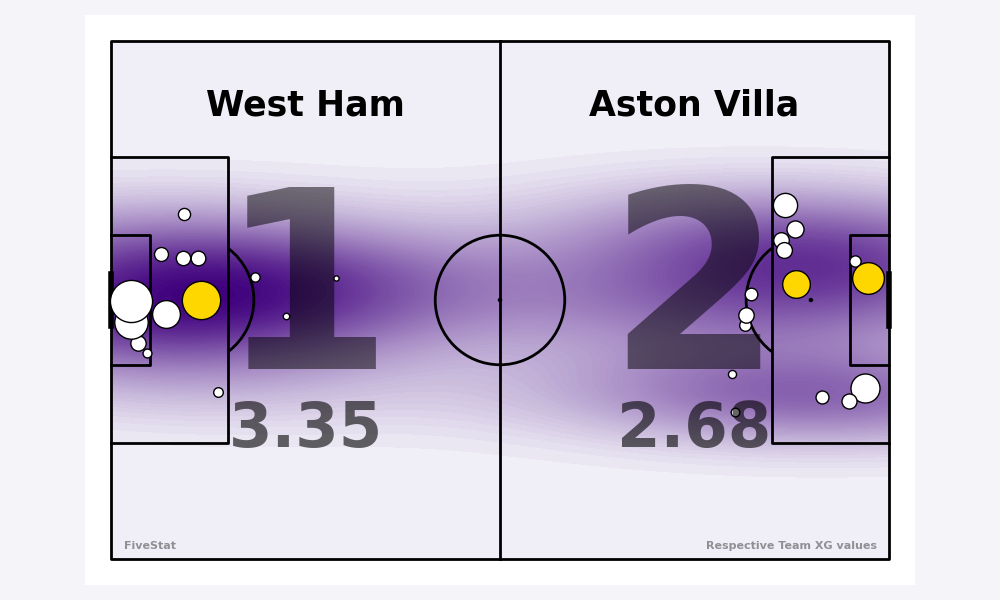 West Ham
Aston Villa
1
2
3.35
2.68
FiveStat
Respective Team XG values